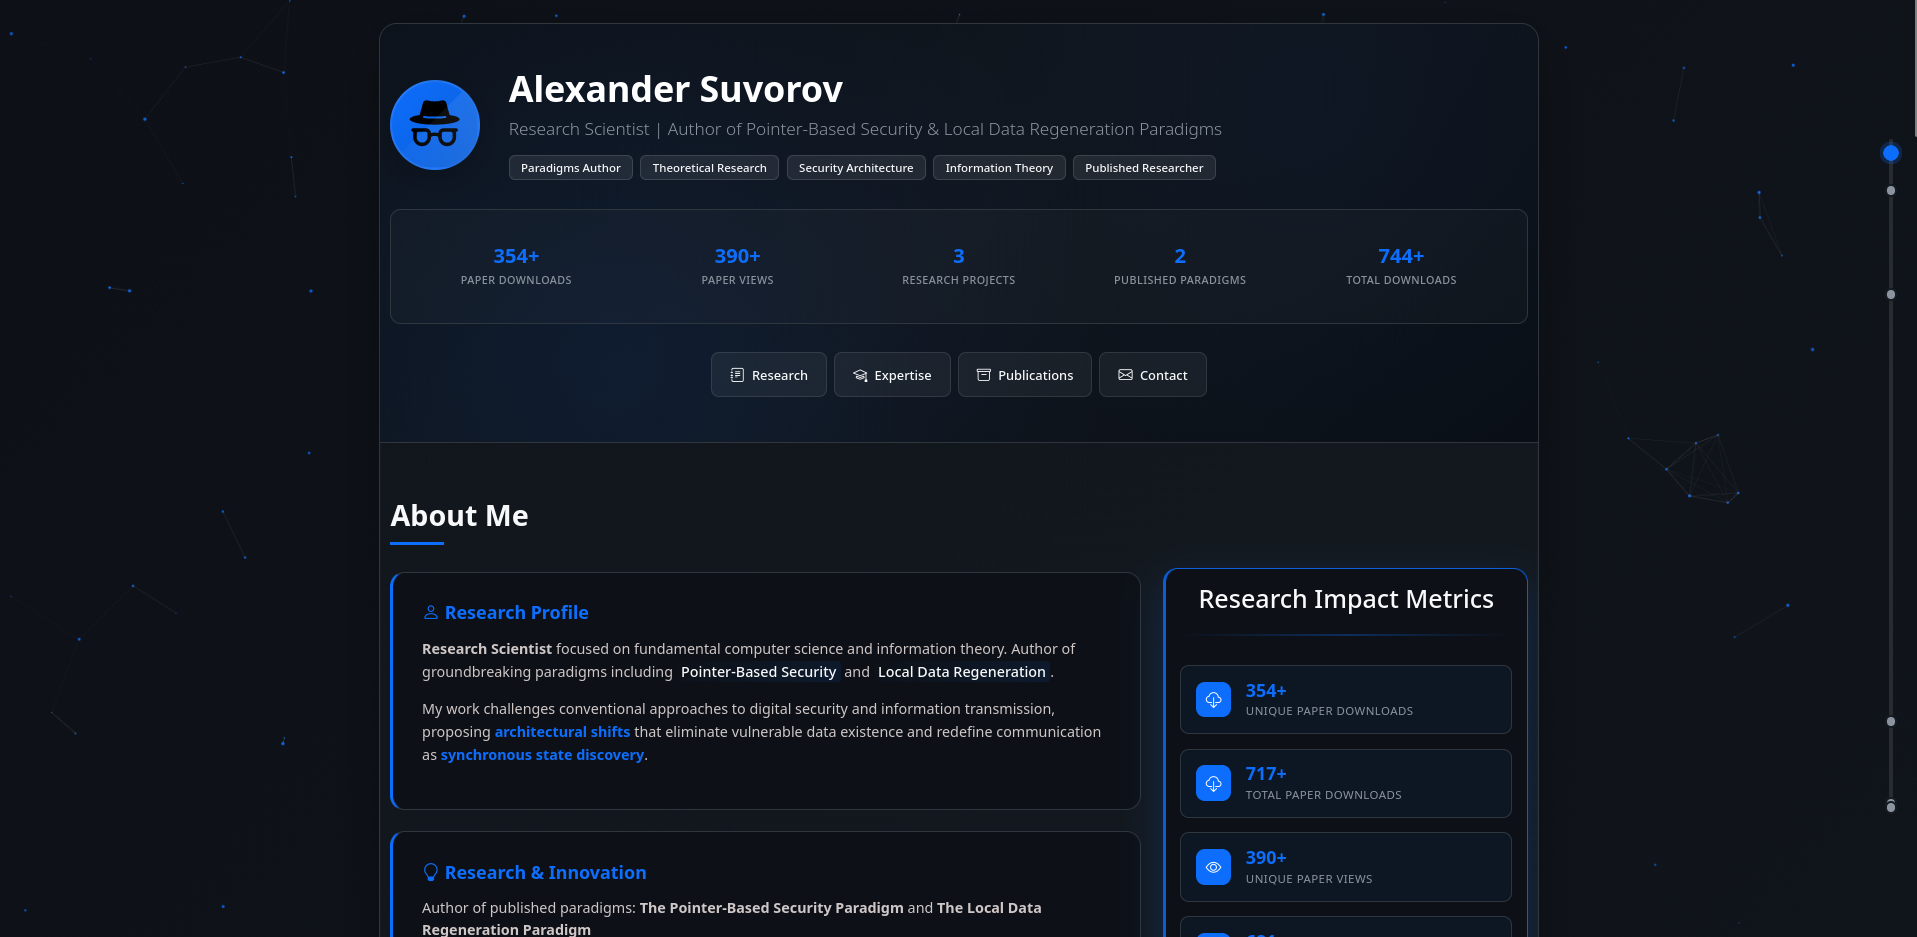 Alexander Suvorov
Research Scientist | Author of Pointer-Based Security & Local Data Regeneration Paradigms
Paradigms Author
Theoretical Research
Security Architecture
Information Theory
Published Researcher
354+
PAPER DOWNLOADS
390+
PAPER VIEWS
3
RESEARCH PROJECTS
2
PUBLISHED PARADIGMS
744+
TOTAL DOWNLOADS
Research
Expertise
Publications
Contact
About Me
Research Profile
Research Scientist focused on fundamental computer science and information theory. Author of
groundbreaking paradigms including Pointer-Based Security and Local Data Regeneration.
My work challenges conventional approaches to digital security and information transmission,
proposing architectural shifts that eliminate vulnerable data existence and redefine communication
as synchronous state discovery.
Research & Innovation
Author of published paradigms: The Pointer-Based Security Paradigm and The Local Data
Regeneration Paradigm
Research Impact Metrics
354+
UNIQUE PAPER DOWNLOADS
717+
TOTAL PAPER DOWNLOADS
390+
UNIQUE PAPER VIEWS